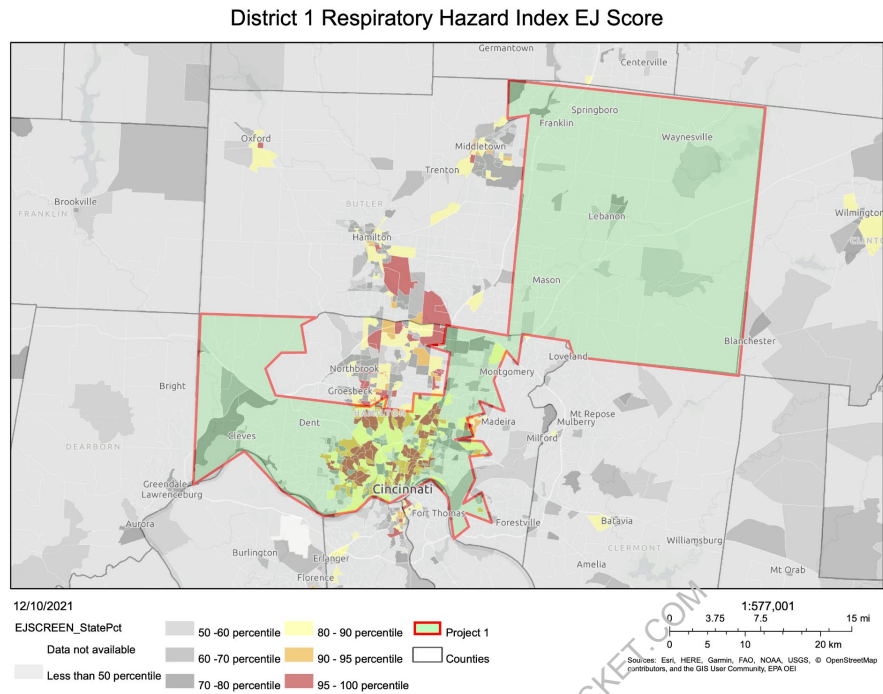 District 1 Respiratory Hazard Index EJ Score
Germantown
Centerville
Springboro
Franklin
Waynesville
Oxford
Middletown
Trenton
Brookville
FRANKLIN
BUTLER
Lebanon
Wilmington
CLINTO
Hamilton
Mason
Blanchester
Loveland
Northbrook
Montgomery
Groesbeck
Bright
HAMILTON
Dent
Madeira
Mt Repose
Mulberry
Milford
Cleves
DEARBORN
Greendale
Lawrenceburg
Cincinnati
Fort Thomas
Forestville
Aurora
Batavia
Williamsburg
CLERMONT
Burlington
Erlanger
Florence
Amelia
Mt Orab
12/10/2021
EJSCREEN_StatePct
Data not available
Less than 50 percentile
50 -60 percentile
60 -70 percentile
70 -80 percentile
80 - 90 percentile
90 - 95 percentile
95 - 100 percentile
Project 1
Counties
1:577,001
0 3.75 7.5 15 mi
0 5 10 20 km
Sources: Esri, HERE, Garmin, FAO, NOAA, USGS, © OpenStreetMap
contributors, and the GIS User Community, EPA OEI
CKET.COM